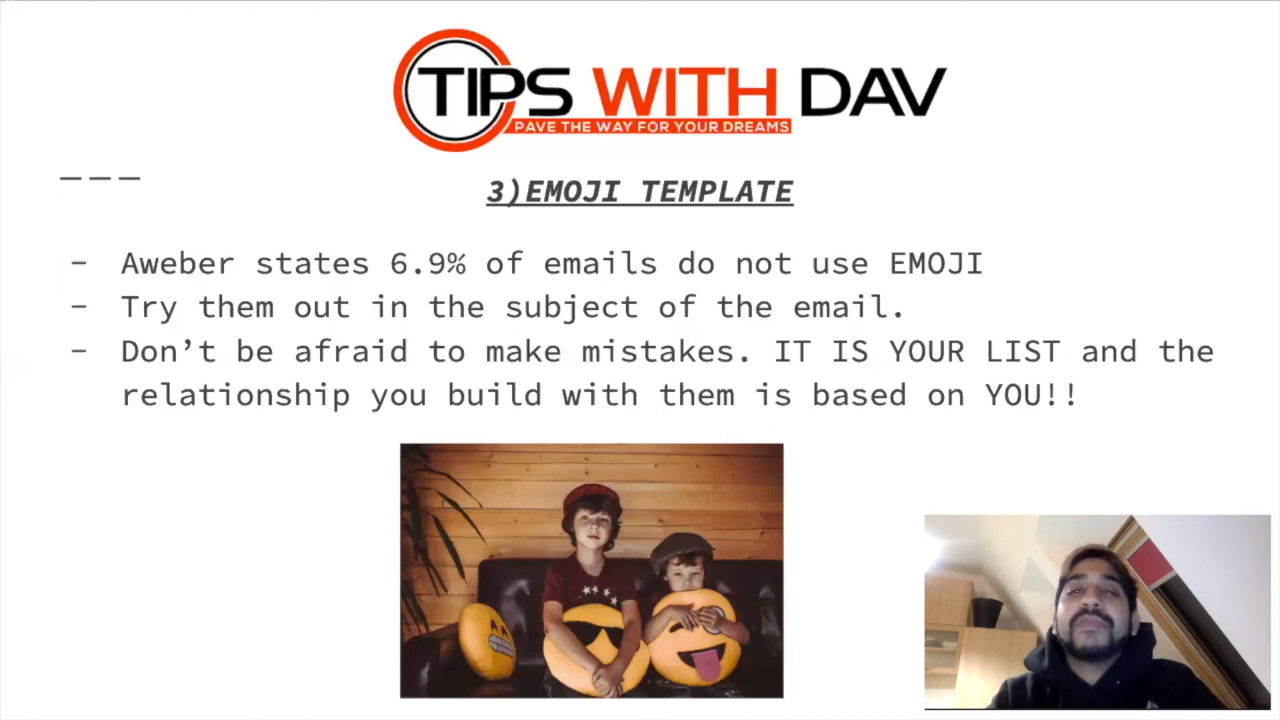 TIPS WITH DAV
PAVE THE WAY FOR YOUR DREAMS
3)EMOJI TEMPLATE
- Aweber states 6.9% of emails do not use EMOJI
- Try them out in the subject of the email.
- Don’t be afraid to make mistakes. IT IS YOUR LIST and the
relationship you build with them is based on YOU!!